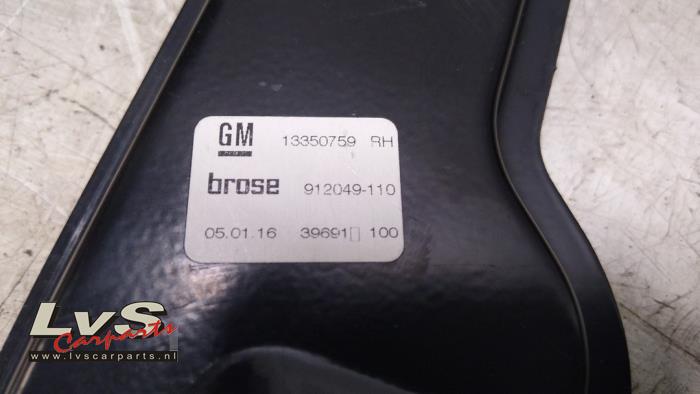 GM 13350759 RH
brose 912049-110
05.01.16 39691▯ 100
LvS
Carparts
www.lvscarparts.nl